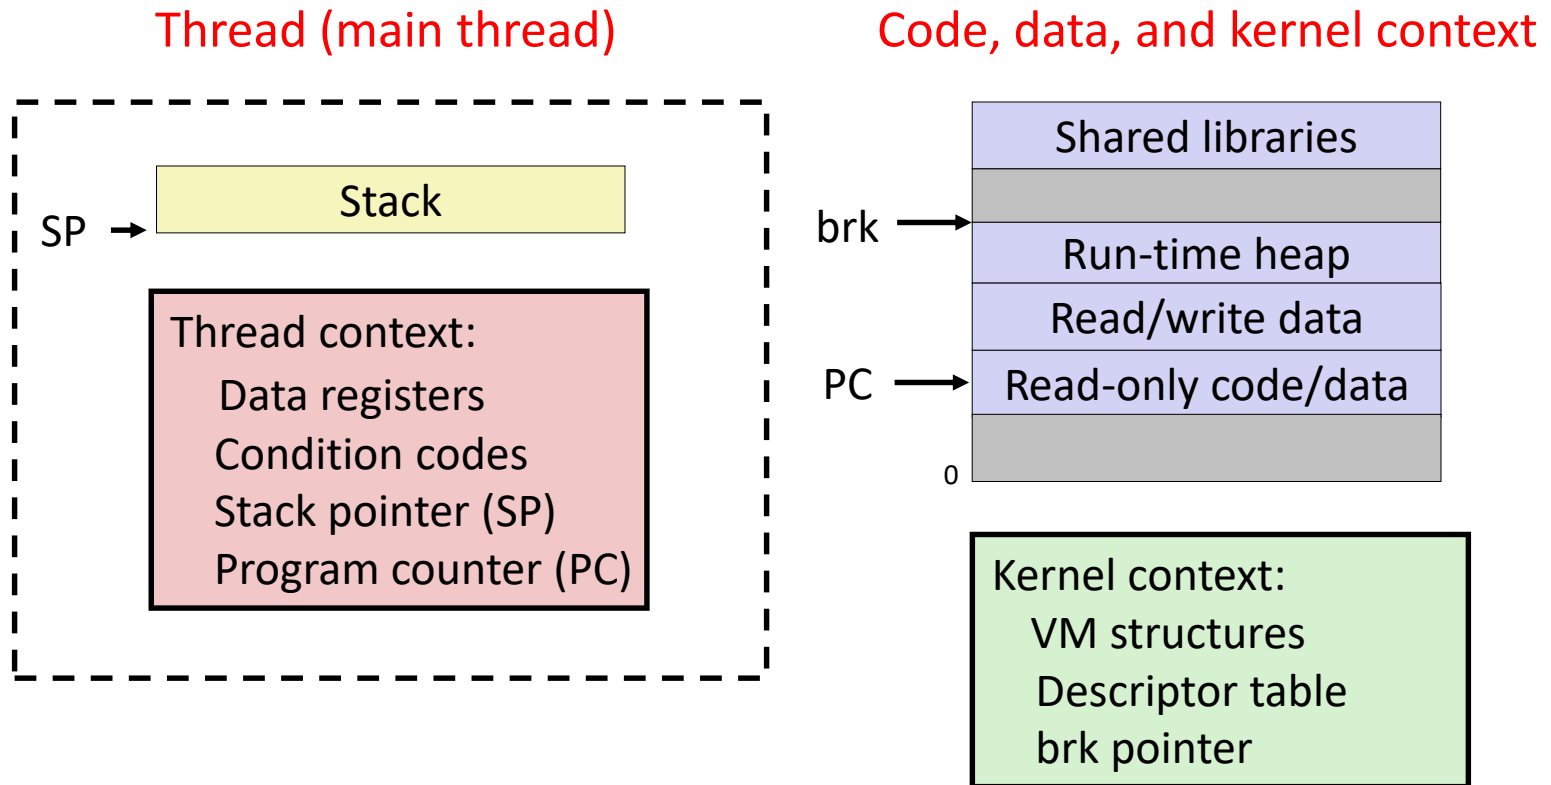 Thread (main thread)
Stack
SP
Thread context:
Data registers
Condition codes
Stack pointer (SP)
Program counter (PC)
Code, data, and kernel context
Shared libraries
brk
Run-time heap
Read/write data
PC
Read-only code/data
0
Kernel context:
VM structures
Descriptor table
brk pointer